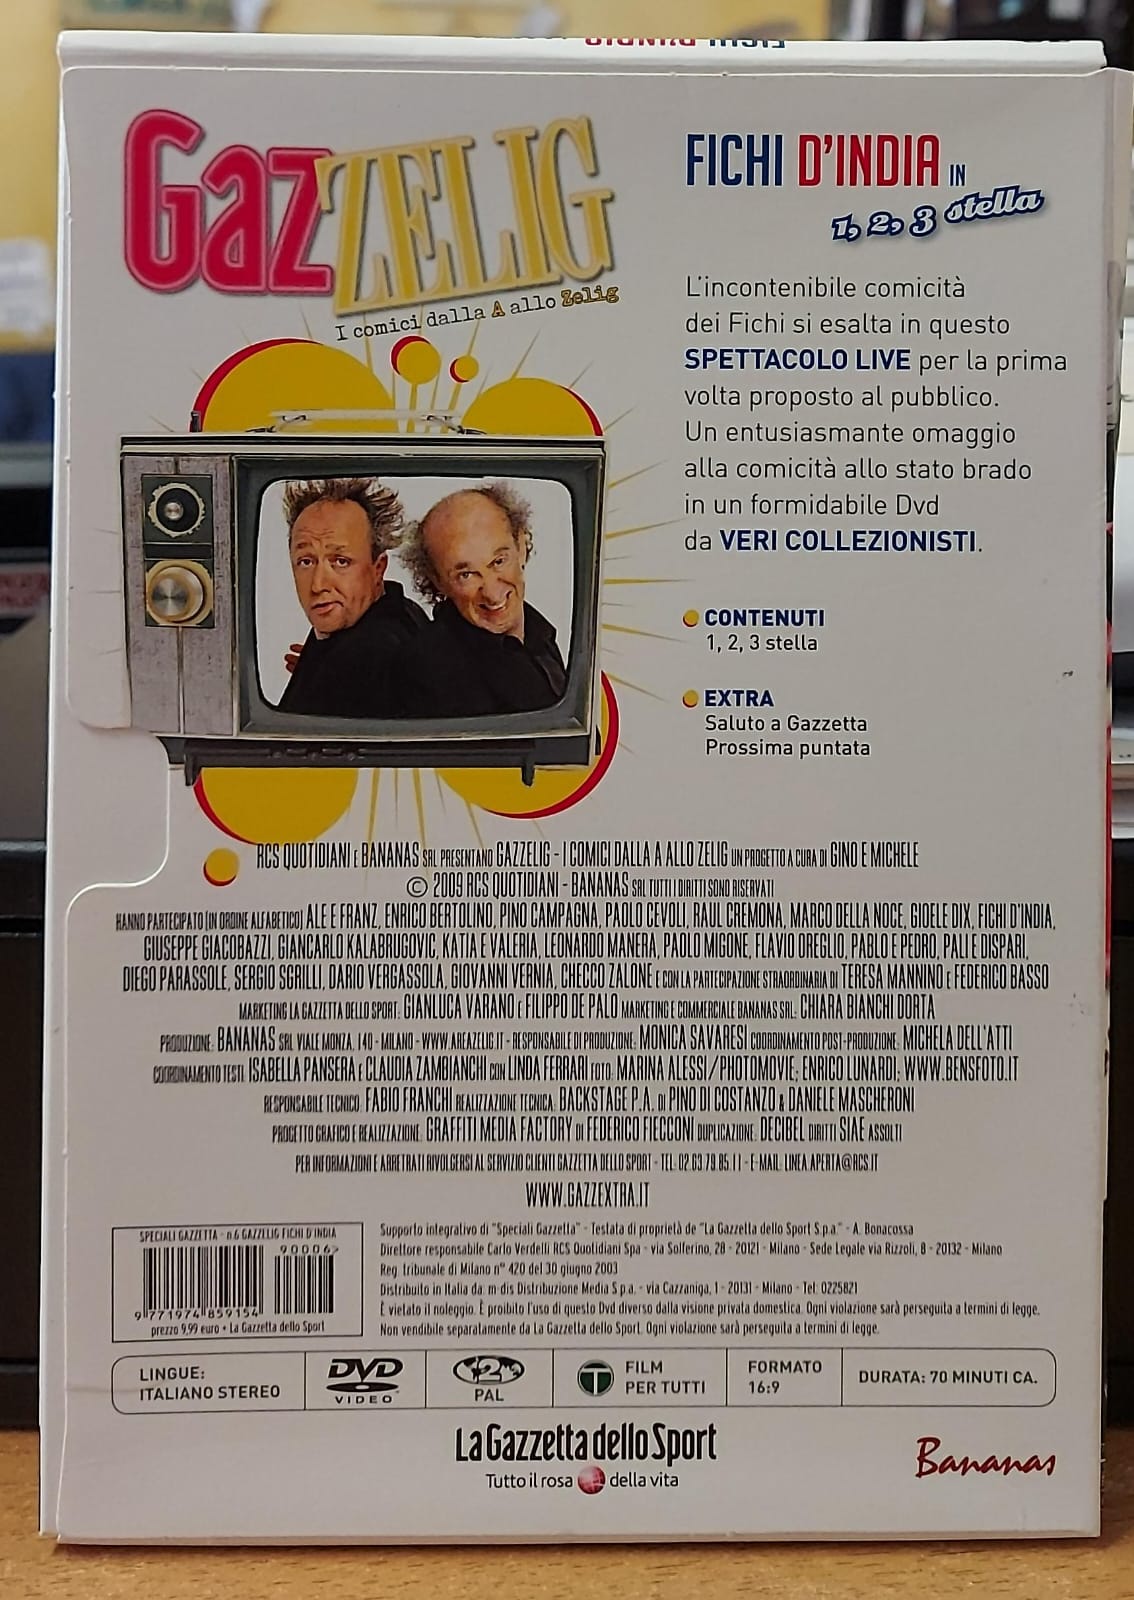 FICHI D'INDIA
GazZELIG
I comici dalla A allo Zelig
FICHI D'INDIA IN
1, 2, 3 stella
L'incontenibile comicità
dei Fichi si esalta in questo
SPETTACOLO LIVE per la prima
volta proposto al pubblico.
Un entusiasmante omaggio
alla comicità allo stato brado
in un formidabile Dvd
da VERI COLLEZIONISTI.
CONTENUTI
1, 2, 3 stella
EXTRA
Saluto a Gazzetta
Prossima puntata
RCS QUOTIDIANI E BANANAS SRL PRESENTANO GAZZELIG - I COMICI DALLA A ALLO ZELIG UN PROGETTO A CURA DI GINO E MICHELE
© 2009 RCS QUOTIDIANI - BANANAS SRL TUTTI I DIRITTI SONO RISERVATI
HANNO PARTECIPATO (IN ORDINE ALFABETICO) ALE E FRANZ, ENRICO BERTOLINO, PINO CAMPAGNA, PAOLO CEVOLI, RAUL CREMONA, MARCO DELLA NOCE, GIOELE DIX, FICHI D'INDIA,
GIUSEPPE GIACOBAZZI, GIANCARLO KALABRUGOVIC, KATIA E VALERIA, LEONARDO MANERA, PAOLO MIGONE, FLAVIO OREGLIO, PABLO E PEDRO, PALI E DISPARI,
DIEGO PARASSOLE, SERGIO SGRILLI, DARIO VERGASSOLA, GIOVANNI VERNIA, CHECCO ZALONE E CON LA PARTECIPAZIONE STRAORDINARIA DI TERESA MANNINO E FEDERICO BASSO
MARKETING LA GAZZETTA DELLO SPORT: GIANLUCA VARANO E FILIPPO DE PALO MARKETING E COMMERCIALE BANANAS SRL: CHIARA BIANCHI DORTA
PRODUZIONE: BANANAS SRL VIALE MONZA, 140 - MILANO - WWW.AREAZELIG.IT - RESPONSABILE DI PRODUZIONE: MONICA SAVARESI COORDINAMENTO POST-PRODUZIONE: MICHELA DELL'ATTI
COORDINAMENTO TESTI: ISABELLA PANSERA E CLAUDIA ZAMBIANCHI CON LINDA FERRARI FOTO: MARINA ALESSI/PHOTOMOVIE; ENRICO LUNARDI; WWW.BENSFOTO.IT
RESPONSABILE TECNICO: FABIO FRANCHI REALIZZAZIONE TECNICA: BACKSTAGE P.A. DI PINO DI COSTANZO & DANIELE MASCHERONI
PROGETTO GRAFICO E REALIZZAZIONE: GRAFFITI MEDIA FACTORY DI FEDERICO FIECCONI DUPLICAZIONE: DECIBEL DIRITTI SIAE ASSOLTI
PER INFORMAZIONI E ARRETRATI RIVOLGERSI AL SERVIZIO CLIENTI GAZZETTA DELLO SPORT - TEL. 02.63.79.85.11 - E-MAIL: LINEA.APERTA@RCS.IT
WWW.GAZZEXTRA.IT
SPECIALI GAZZETTA - n.6 GAZZELIG FICHI D'INDIA
90006>
9 771974 859154
prezzo 9,99 euro • La Gazzetta dello Sport
Supporto integrativo di "Speciali Gazzetta" - Testata di proprietà de "La Gazzetta dello Sport S.p.a." - A. Bonacossa
Direttore responsabile Carlo Verdelli RCS Quotidiani Spa - via Solferino, 28 - 20121 - Milano - Sede Legale via Rizzoli, 8 - 20132 - Milano
Reg. tribunale di Milano n° 420 del 30 giugno 2003
Distribuito in Italia da: m-dis Distribuzione Media S.p.a. - via Cazzaniga, 1 - 20131 - Milano - Tel: 0225821
È vietato il noleggio. È proibito l'uso di questo Dvd diverso dalla visione privata domestica. Ogni violazione sarà perseguita a termini di legge.
Non vendibile separatamente da La Gazzetta dello Sport. Ogni violazione sarà perseguita a termini di legge.
LINGUE:
ITALIANO STEREO
DVD
VIDEO
2
PAL
T
FILM
PER TUTTI
FORMATO
16:9
DURATA: 70 MINUTI CA.
La Gazzetta dello Sport
Tutto il rosa della vita
Bananas